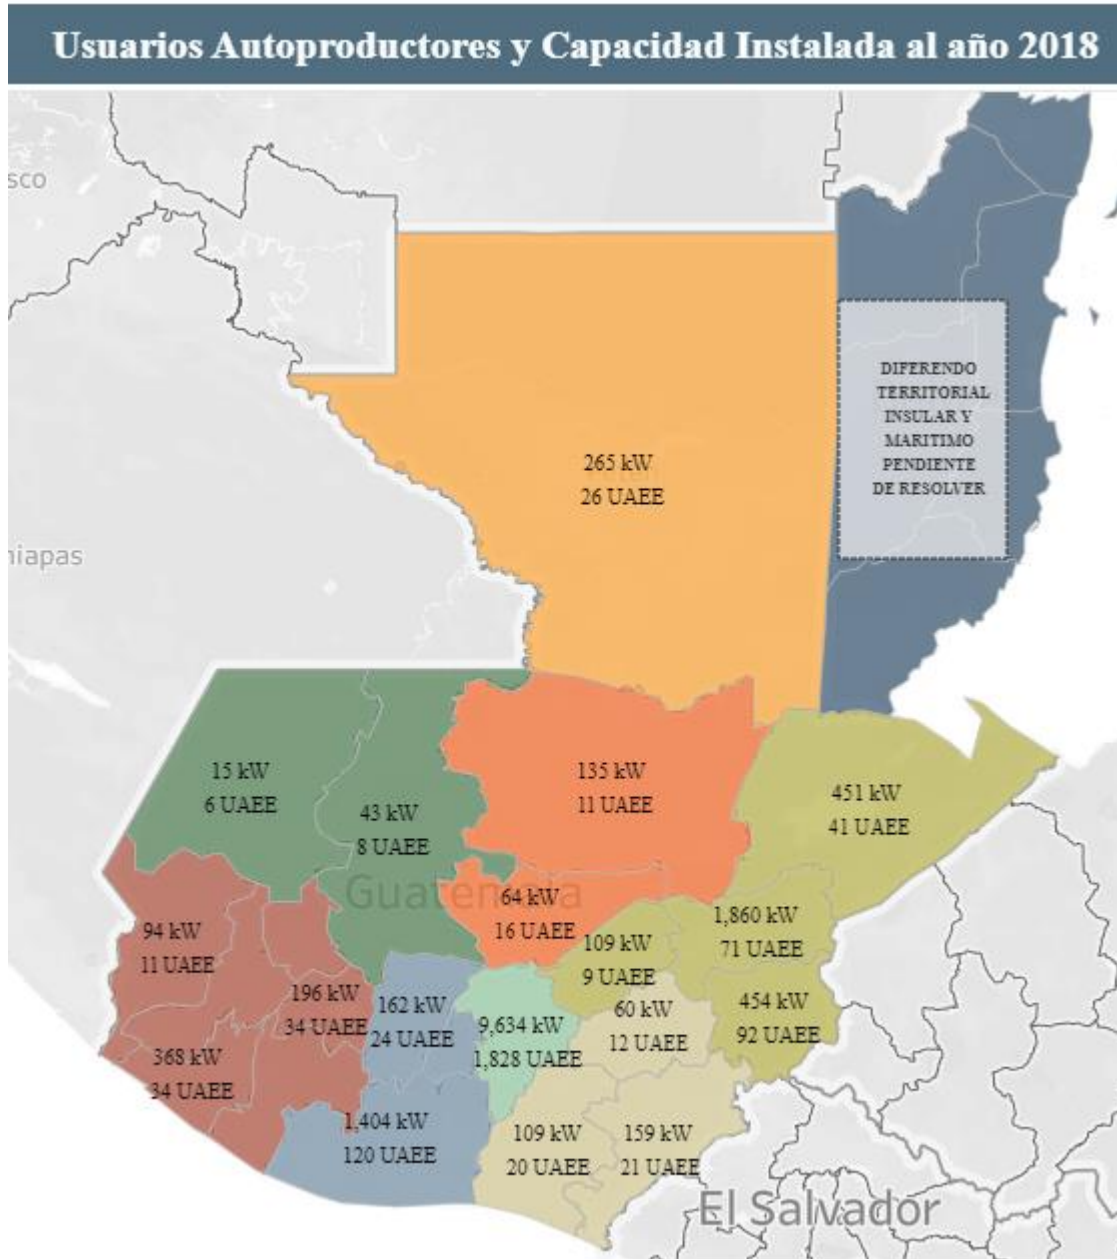 Usuarios Autoproductores y Capacidad Instalada al año 2018
sco
DIFERENDO
TERRITORIAL
INSULAR Y
MARITIMO
PENDIENTE
DE RESOLVER
265 kW
26 UAEE
hiapas
15 kW
6 UAEE
43 kW
8 UAEE
135 kW
11 UAEE
451 kW
41 UAEE
Guatemala
64 kW
16 UAEE
94 kW
11 UAEE
109 kW
9 UAEE
1,860 kW
71 UAEE
196 kW
34 UAEE
162 kW
24 UAEE
9,634 kW
1,828 UAEE
60 kW
12 UAEE
454 kW
92 UAEE
368 kW
34 UAEE
1,404 kW
120 UAEE
109 kW
20 UAEE
159 kW
21 UAEE
El Salvador